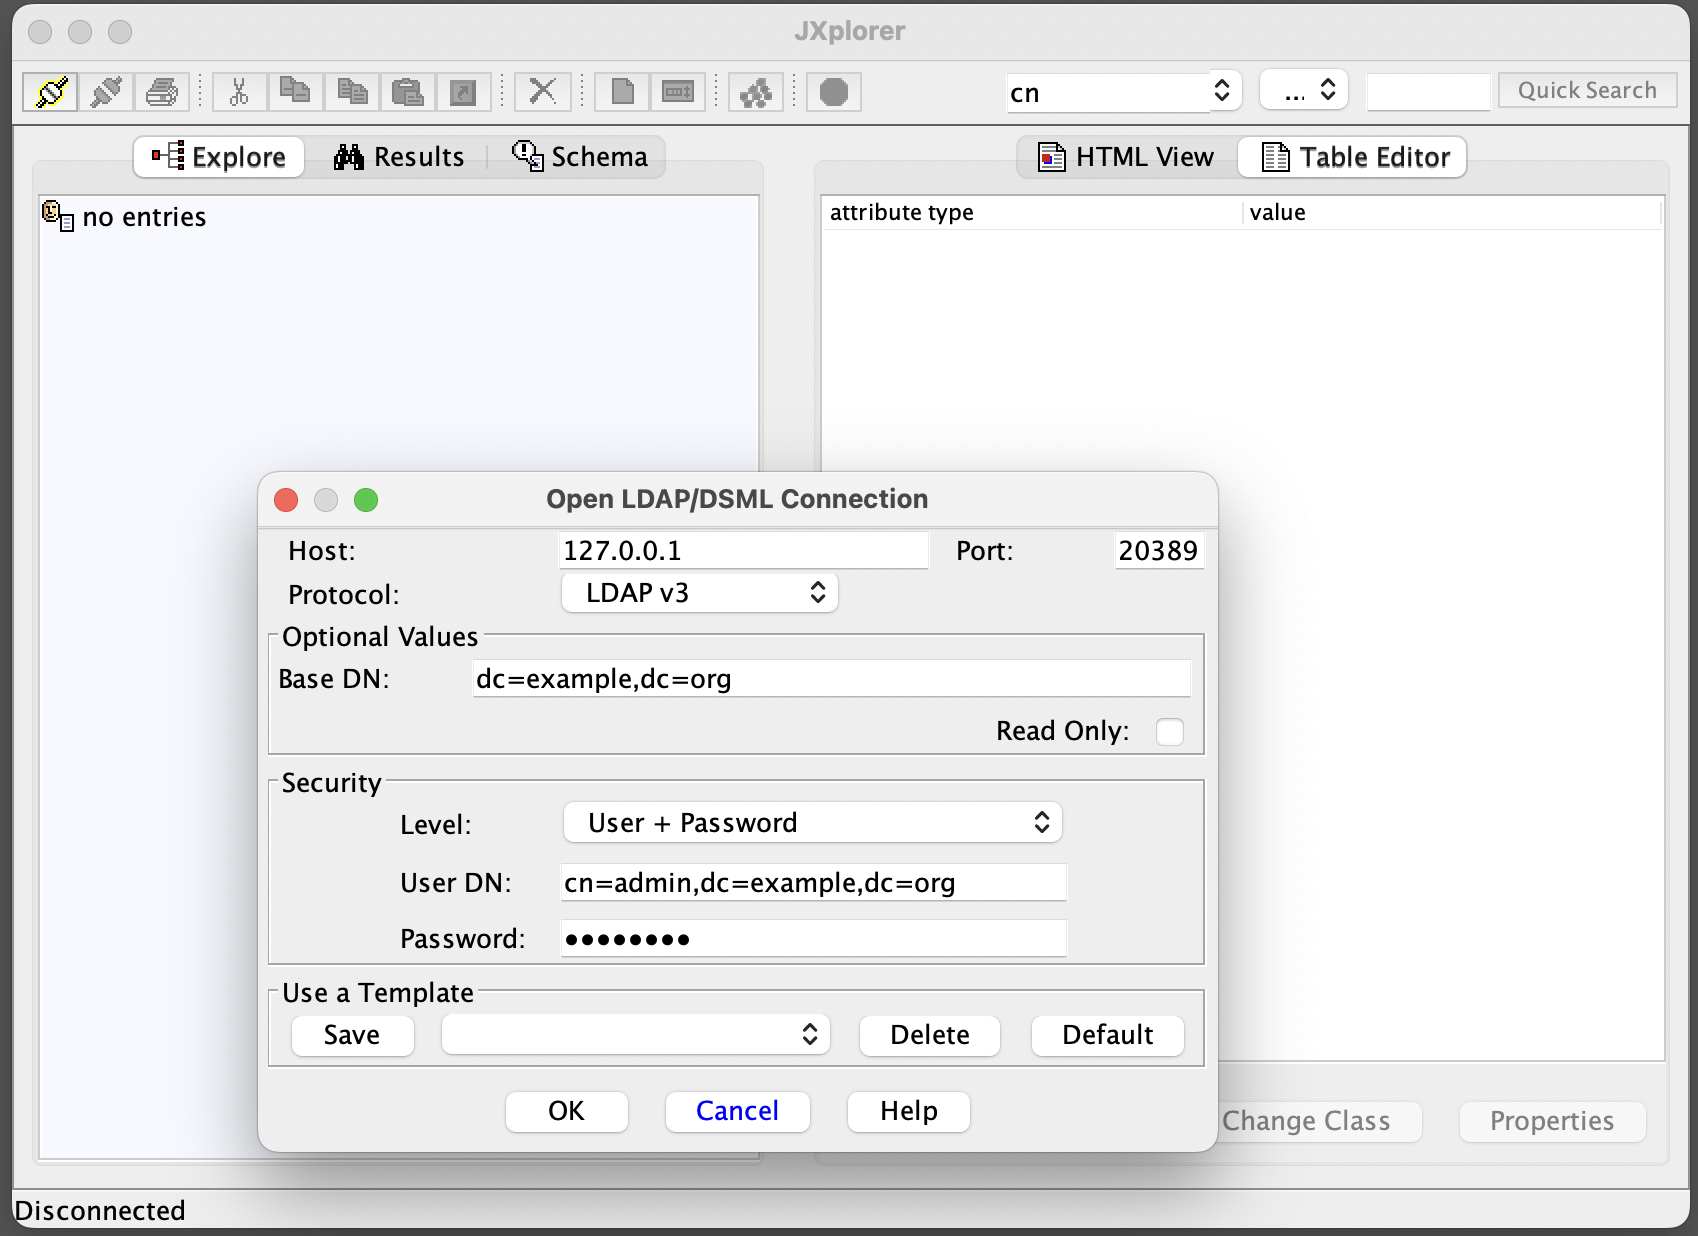 JXplorer
cn
...
Quick Search
Explore
Results
Schema
HTML View
Table Editor
no entries
attribute type
value
Open LDAP/DSML Connection
Host:
127.0.0.1
Port:
20389
Protocol:
LDAP v3
Optional Values
Base DN:
dc=example,dc=org
Read Only:
Security
Level:
User + Password
User DN:
cn=admin,dc=example,dc=org
Password:
••••••••
Use a Template
Save
Delete
Default
OK
Cancel
Help
Change Class
Properties
Disconnected